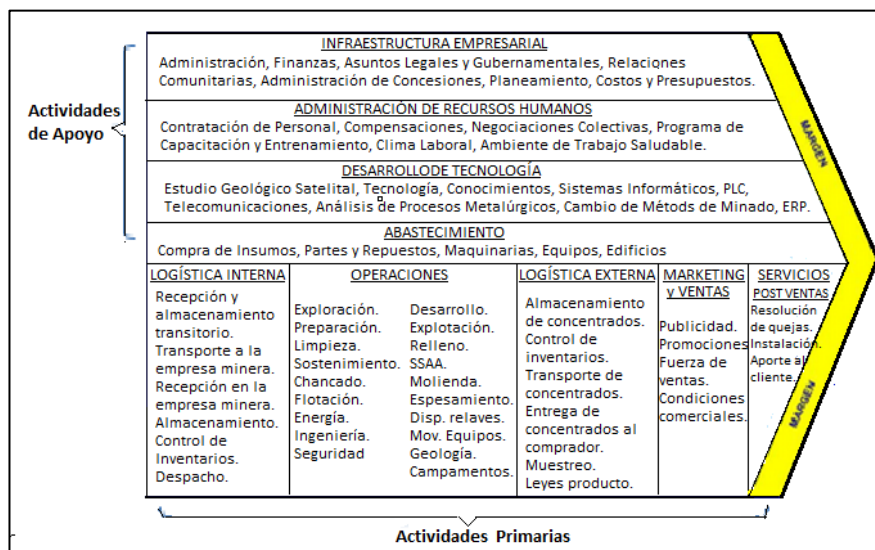 INFRAESTRUCTURA EMPRESARIAL
Administración, Finanzas, Asuntos Legales y Gubernamentales, Relaciones
Comunitarias, Administración de Concesiones, Planeamiento, Costos y Presupuestos.
Actividades
de Apoyo
ADMINISTRACIÓN DE RECURSOS HUMANOS
Contratación de Personal, Compensaciones, Negociaciones Colectivas, Programa de
Capacitación y Entrenamiento, Clima Laboral, Ambiente de Trabajo Saludable.
DESARROLLODE TECNOLOGÍA
Estudio Geológico Satelital, Tecnología, Conocimientos, Sistemas Informáticos, PLC,
Telecomunicaciones, Análisis de Procesos Metalúrgicos, Cambio de Métods de Minado, ERP.
ABASTECIMIENTO
Compra de Insumos, Partes y Repuestos, Maquinarias, Equipos, Edificios
MARGEN
LOGÍSTICA INTERNA
Recepción y
almacenamiento
transitorio.
Transporte a la
empresa minera.
Recepción en la
empresa minera.
Almacenamiento.
Control de
Inventarios.
Despacho.
OPERACIONES
Exploración.
Preparación.
Limpieza.
Sostenimiento.
Chancado.
Flotación.
Energía.
Ingeniería.
Seguridad
Desarrollo.
Explotación.
Relleno.
SSAA.
Molienda.
Espesamiento.
Disp. relaves.
Mov. Equipos.
Geología.
Campamentos.
LOGÍSTICA EXTERNA
Almacenamiento
de concentrados.
Control de
inventarios.
Transporte de
concentrados.
Entrega de
concentrados al
comprador.
Muestreo.
Leyes producto.
MARKETING
y VENTAS
Publicidad.
Promociones
Fuerza de
ventas.
Condiciones
comerciales.
SERVICIOS
POST VENTAS
Resolución
de quejas.
Instalación.
Aporte al
cliente.
MARGEN
Actividades Primarias